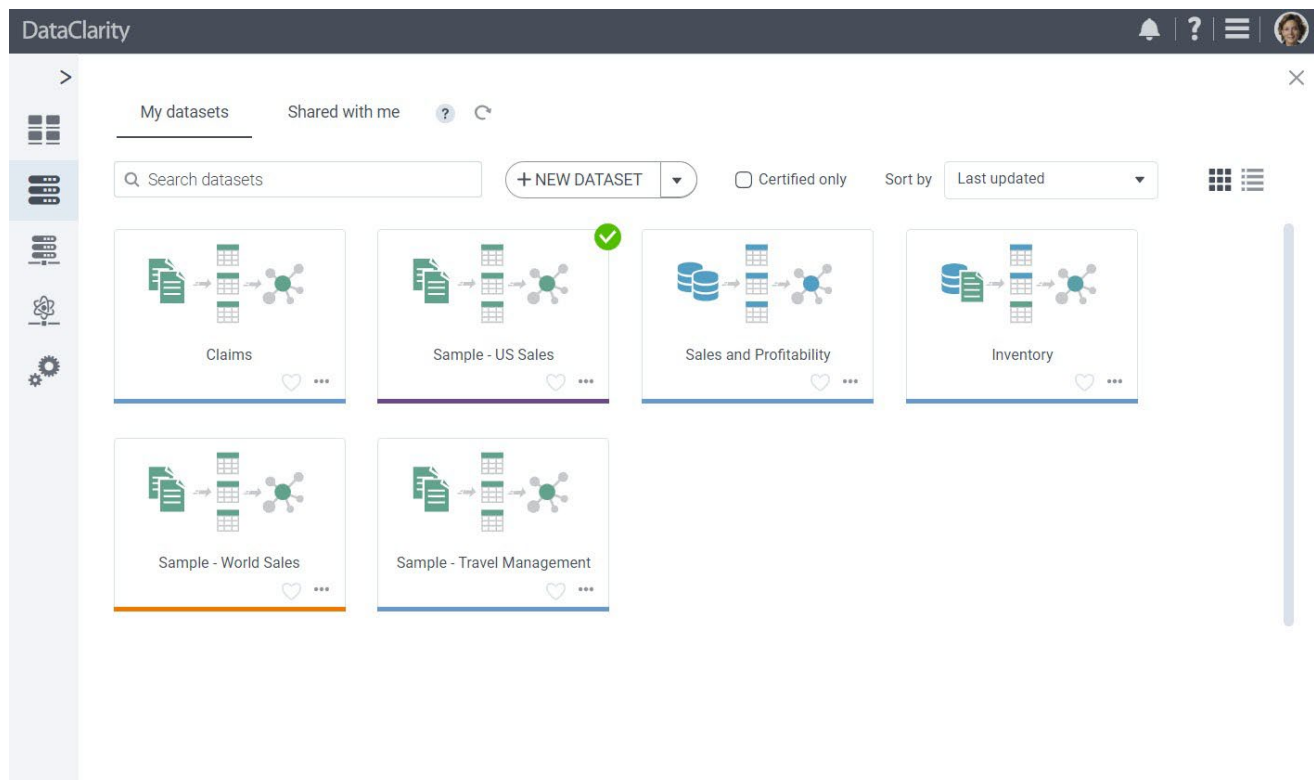 DataClarity
?
My datasets Shared with me ?
Search datasets + NEW DATASET Certified only Sort by Last updated
Claims Sample - US Sales Sales and Profitability Inventory
Sample - World Sales Sample - Travel Management